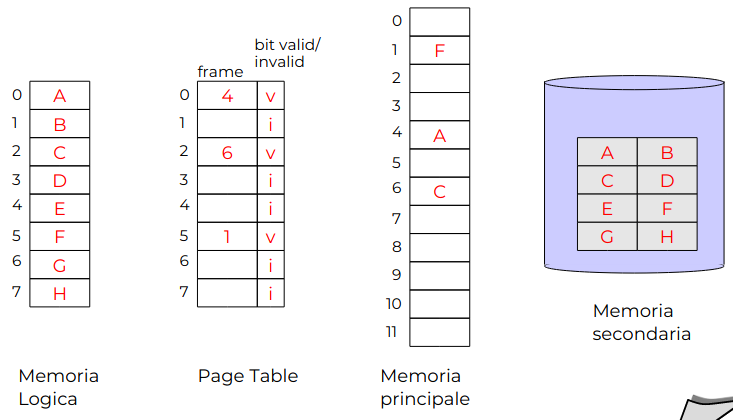 Memoria
Logica
0 A
1 B
2 C
3 D
4 E
5 F
6 G
7 H
frame
bit valid/
invalid
0 4 v
1 i
2 6 v
3 i
4 i
5 1 v
6 i
7 i
Page Table
0
1 F
2
3
4 A
5
6 C
7
8
9
10
11
Memoria
principale
A B
C D
E F
G H
Memoria
secondaria